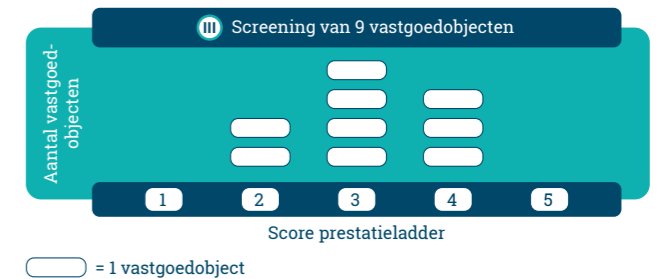 III Screening van 9 vastgoedobjecten
Aantal vastgoed-
objecten
1 2 3 4 5
Score prestatieladder
= 1 vastgoedobject